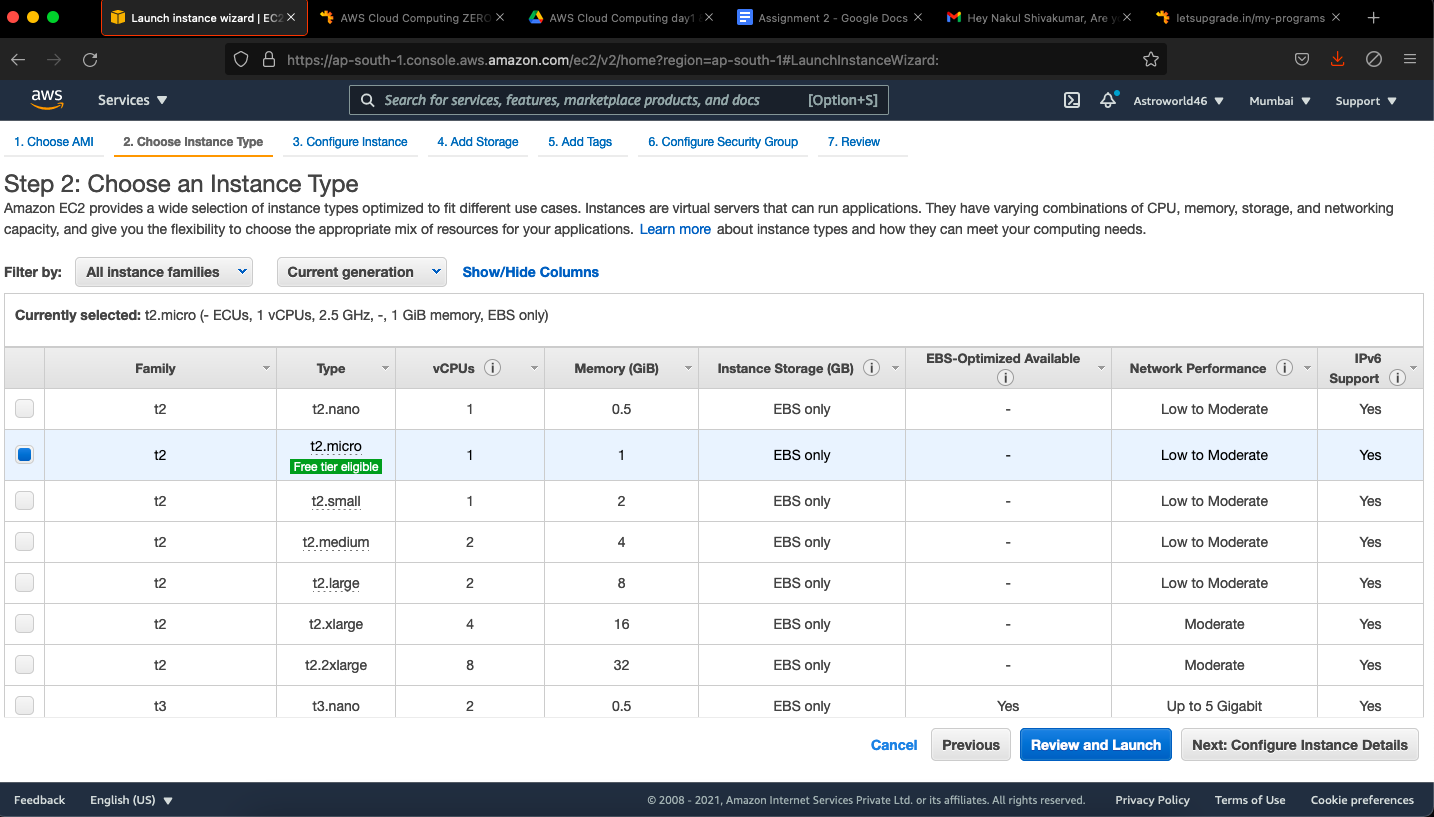 Launch instance wizard | EC2
AWS Cloud Computing ZERO
AWS Cloud Computing day1
Assignment 2 - Google Docs
Hey Nakul Shivakumar, Are y
letsupgrade.in/my-programs
https://ap-south-1.console.aws.amazon.com/ec2/v2/home?region=ap-south-1#LaunchInstanceWizard:
aws Services Search for services, features, marketplace products, and docs [Option+S] Astroworld46 Mumbai Support
1. Choose AMI 2. Choose Instance Type 3. Configure Instance 4. Add Storage 5. Add Tags 6. Configure Security Group 7. Review
Step 2: Choose an Instance Type
Amazon EC2 provides a wide selection of instance types optimized to fit different use cases. Instances are virtual servers that can run applications. They have varying combinations of CPU, memory, storage, and networking
capacity, and give you the flexibility to choose the appropriate mix of resources for your applications. Learn more about instance types and how they can meet your computing needs.
Filter by: All instance families Current generation Show/Hide Columns
Currently selected: t2.micro (- ECUs, 1 vCPUs, 2.5 GHz, -, 1 GiB memory, EBS only)
Family Type vCPUs Memory (GiB) Instance Storage (GB) EBS-Optimized Available Network Performance IPv6 Support
t2 t2.nano 1 0.5 EBS only - Low to Moderate Yes
t2 t2.micro Free tier eligible 1 1 EBS only - Low to Moderate Yes
t2 t2.small 1 2 EBS only - Low to Moderate Yes
t2 t2.medium 2 4 EBS only - Low to Moderate Yes
t2 t2.large 2 8 EBS only - Low to Moderate Yes
t2 t2.xlarge 4 16 EBS only - Moderate Yes
t2 t2.2xlarge 8 32 EBS only - Moderate Yes
t3 t3.nano 2 0.5 EBS only Yes Up to 5 Gigabit Yes
Cancel Previous Review and Launch Next: Configure Instance Details
Feedback English (US) © 2008 - 2021, Amazon Internet Services Private Ltd. or its affiliates. All rights reserved. Privacy Policy Terms of Use Cookie preferences